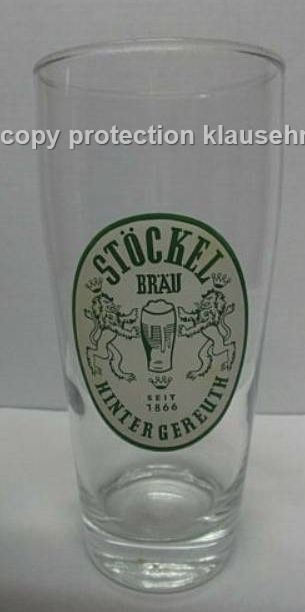 copy protection klausehr
STÖCKEL
BRÄU
SEIT
1866
HINTERGEREUTH